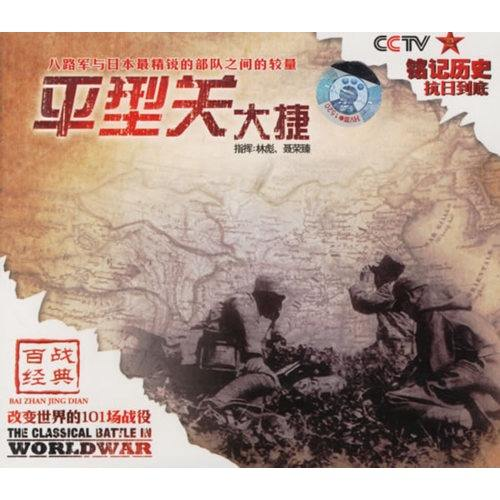 八路军与日本最精锐的部队之间的较量
平型关大捷
指挥:林彪、聂荣臻
CCTV
铭记历史
抗日到底
百战
经典
BAI ZHAN JING DIAN
改变世界的101场战役
THE CLASSICAL BATTLE IN
WORLDWAR